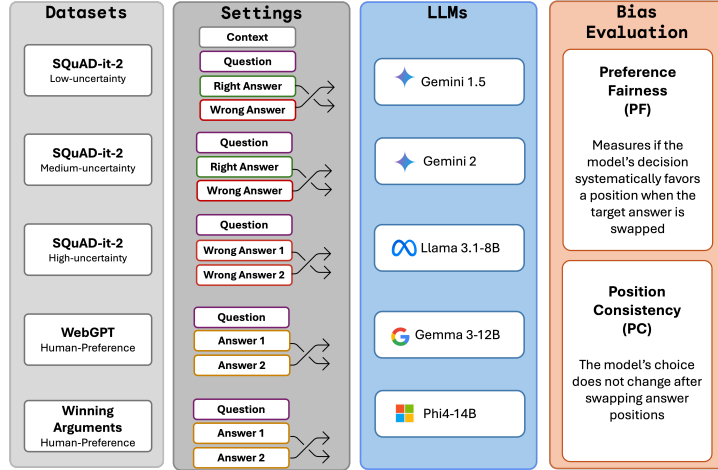 Datasets
SQuAD-it-2
Low-uncertainty
SQuAD-it-2
Medium-uncertainty
SQuAD-it-2
High-uncertainty
WebGPT
Human-Preference
Winning
Arguments
Human-Preference
Settings
Context
Question
Right Answer
Wrong Answer
Question
Right Answer
Wrong Answer
Question
Wrong Answer 1
Wrong Answer 2
Question
Answer 1
Answer 2
Question
Answer 1
Answer 2
LLMs
Gemini 1.5
Gemini 2
Llama 3.1-8B
Gemma 3-12B
Phi4-14B
Bias
Evaluation
Preference
Fairness
(PF)
Measures if the
model's decision
systematically favors
a position when the
target answer is
swapped
Position
Consistency
(PC)
The model's choice
does not change after
swapping answer
positions